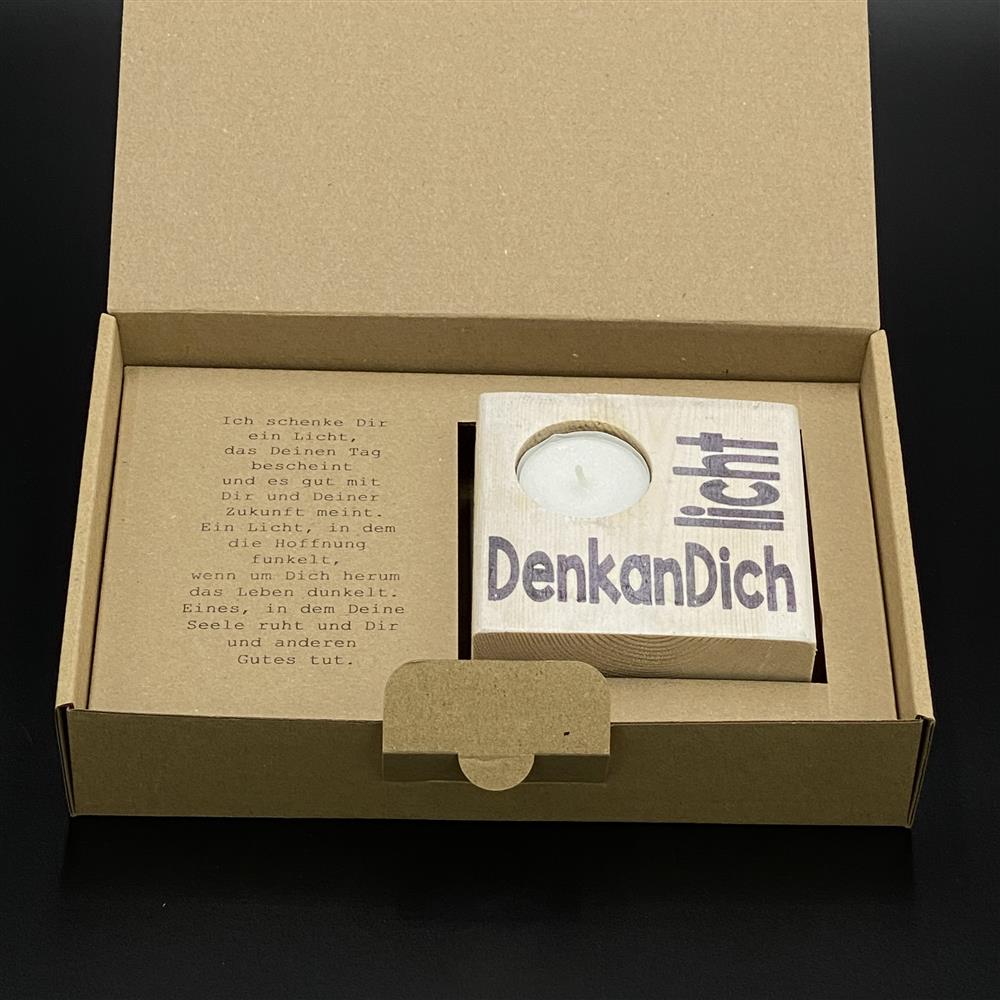 Ich schenke Dir
ein Licht,
das Deinen Tag
bescheint
und es gut mit
Dir und Deiner
Zukunft meint.
Ein Licht, in dem
die Hoffnung
funkelt,
wenn um Dich herum
das Leben dunkelt.
Eines, in dem Deine
Seele ruht und Dir
und anderen
Gutes tut.
DenkanDich
licht